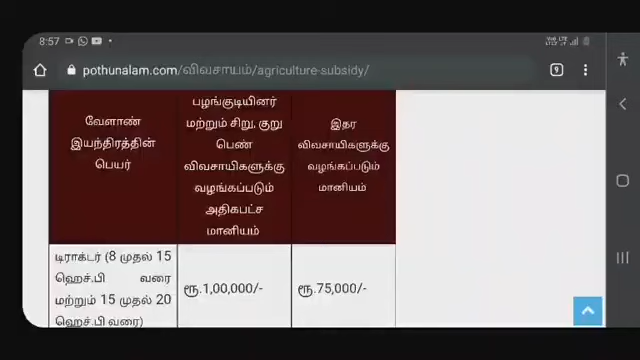 8:57
9
pothunalam.com/விவசாயம்/agriculture-subsidy/
வேளாண்
இயந்திரத்தின்
பெயர்
பழங்குடியினர்
மற்றும் சிறு, குறு
பெண்
விவசாயிகளுக்கு
வழங்கப்படும்
அதிகபட்ச
மானியம்
இதர
விவசாயிகளுக்கு
வழங்கப்படும்
மானியம்
டிராக்டர் (8 முதல் 15
ஹெச்.பி வரை
மற்றும் 15 முதல் 20
ஹெச்.பி வரை)
ரூ.1,00,000/-
ரூ.75,000/-